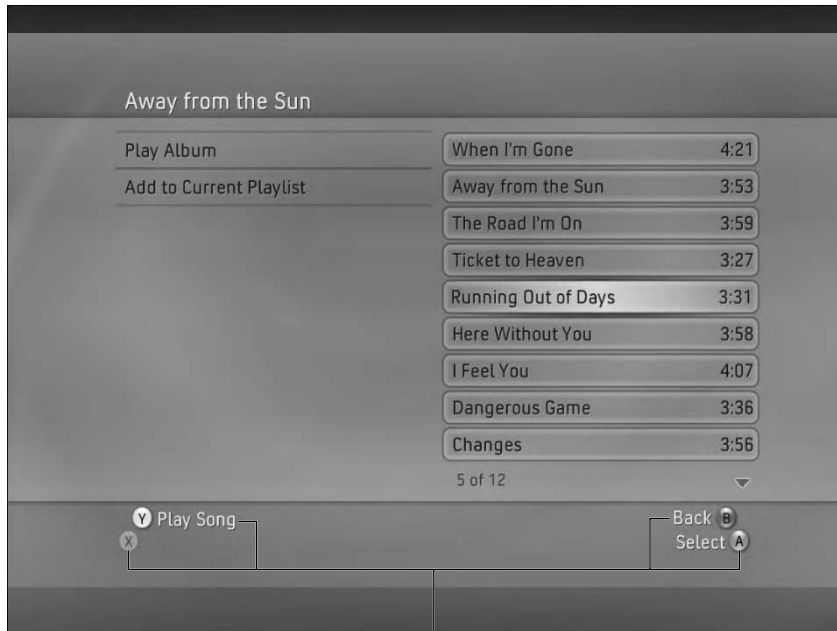 Away from the Sun
Play Album
Add to Current Playlist
When I'm Gone 4:21
Away from the Sun 3:53
The Road I'm On 3:59
Ticket to Heaven 3:27
Running Out of Days 3:31
Here Without You 3:58
I Feel You 4:07
Dangerous Game 3:36
Changes 3:56
5 of 12
Y Play Song
X
Back B
Select A